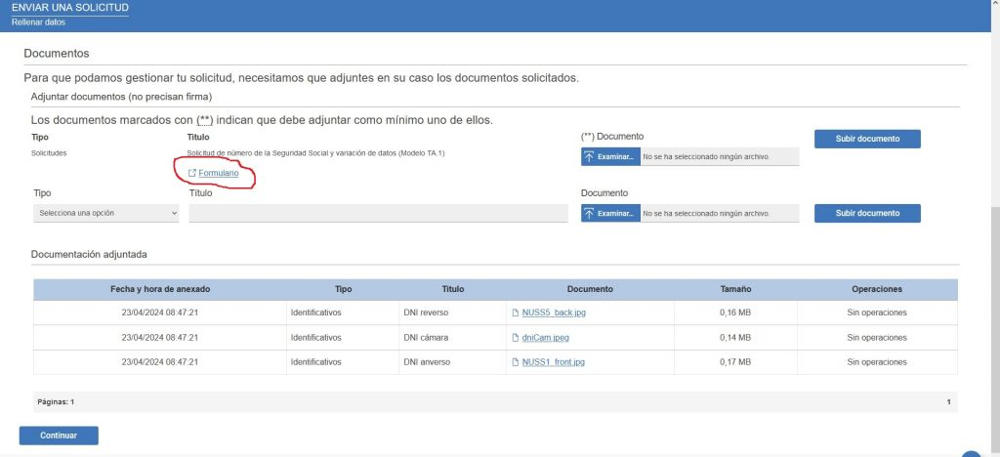 ENVIAR UNA SOLICITUD
Rellenar datos
Documentos
Para que podamos gestionar tu solicitud, necesitamos que adjuntes en su caso los documentos solicitados.
Adjuntar documentos (no precisan firma)
Los documentos marcados con (**) indican que debe adjuntar como mínimo uno de ellos.
Tipo Titulo (**) Documento
Solicitudes Solicitud de número de la Seguridad Social y variación de datos (Modelo TA.1) Examinar... No se ha seleccionado ningún archivo. Subir documento
Formulario
Tipo Título Documento
Selecciona una opción Examinar... No se ha seleccionado ningún archivo. Subir documento
Documentación adjuntada
Fecha y hora de anexado Tipo Titulo Documento Tamaño Operaciones
23/04/2024 08:47:21 Identificativos DNI reverso NUSS5_back.jpg 0,16 MB Sin operaciones
23/04/2024 08:47:21 Identificativos DNI cámara dniCam.jpeg 0,14 MB Sin operaciones
23/04/2024 08:47:21 Identificativos DNI anverso NUSS1_front.jpg 0,17 MB Sin operaciones
Páginas: 1 1
Continuar